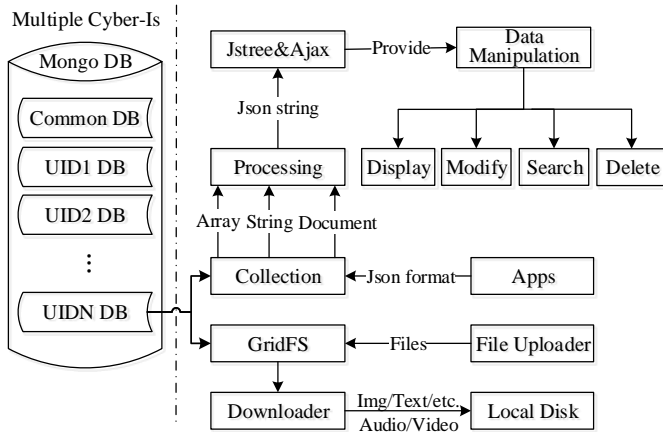 Multiple Cyber-Is
Mongo DB
Common DB
UID1 DB
UID2 DB
...
UIDN DB
Jstree&Ajax
Provide
Data
Manipulation
Json string
Display
Modify
Search
Delete
Processing
Array
String
Document
Collection
Json format
Apps
GridFS
Files
File Uploader
Downloader
Img/Text/etc.
Audio/Video
Local Disk